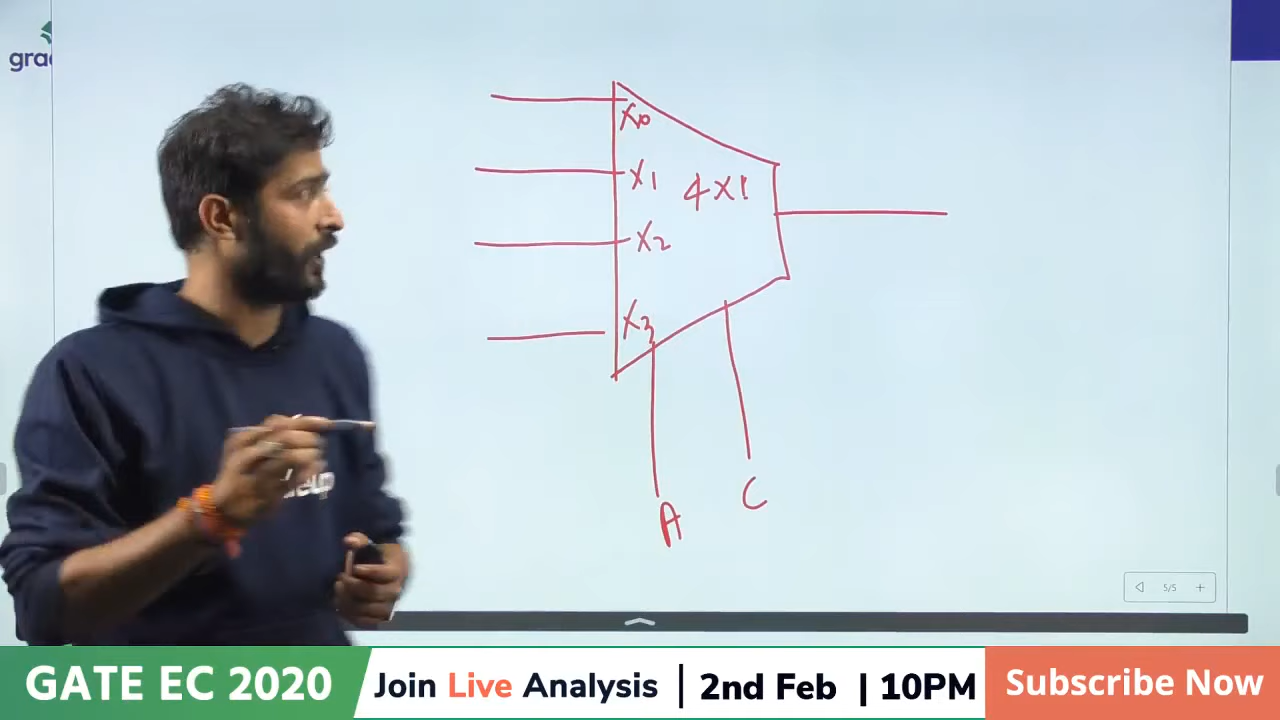 grad
X0
X1
4X1
X2
X3
A
C
5/5
GATE EC 2020
Join Live Analysis | 2nd Feb | 10PM
Subscribe Now